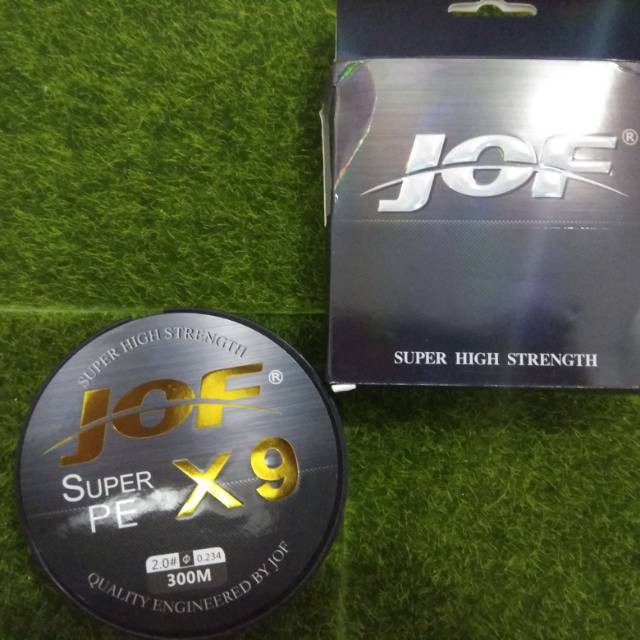 JOF®
SUPER HIGH STRENGTH
SUPER HIGH STRENGTH
JOF®
SUPER
PE
X9
2.0# ϕ 0.234
300M
QUALITY ENGINEERED BY JOF